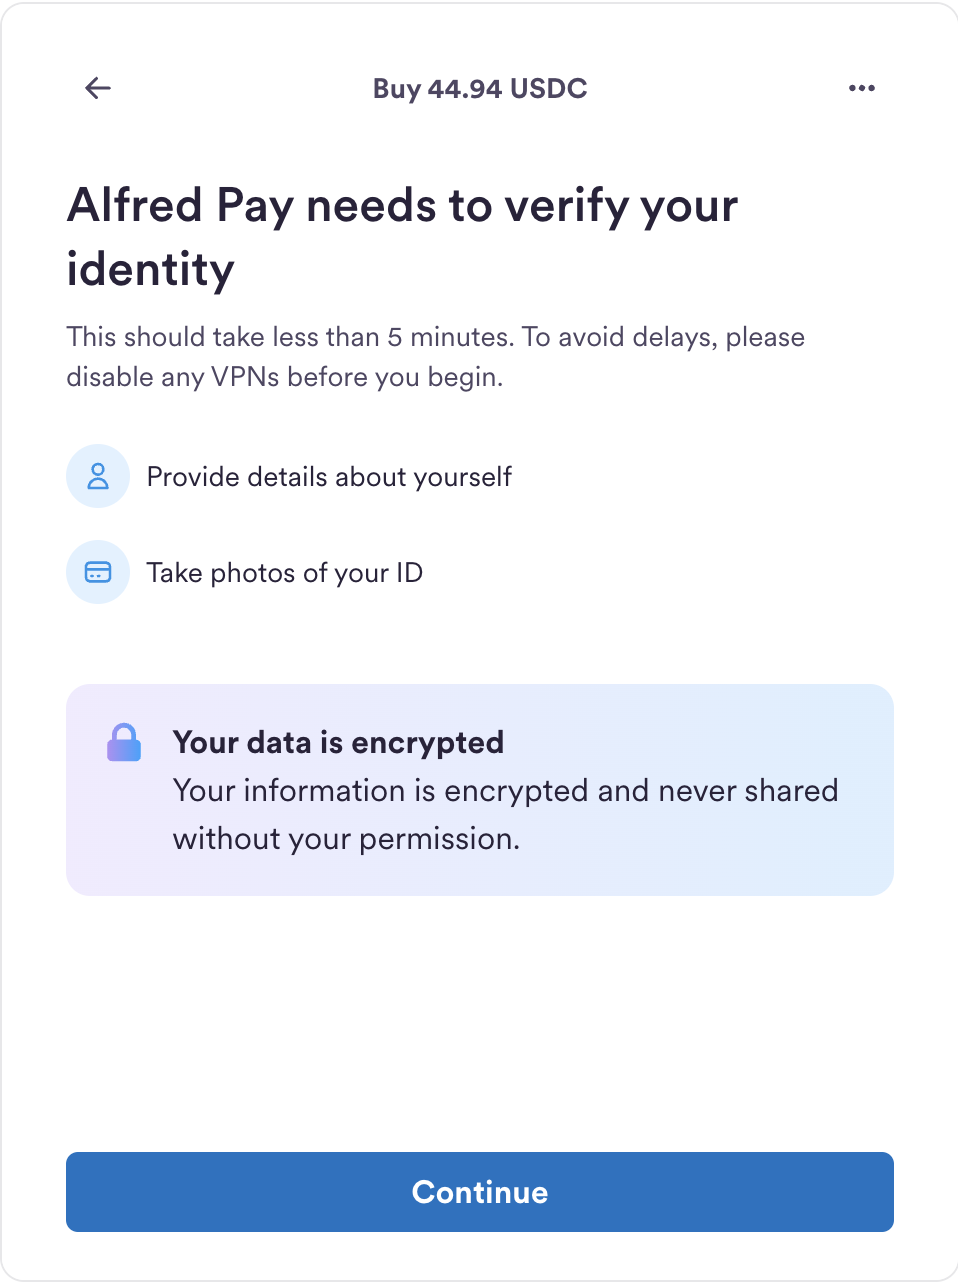 Buy 44.94 USDC
Alfred Pay needs to verify your
identity
This should take less than 5 minutes. To avoid delays, please
disable any VPNs before you begin.
Provide details about yourself
Take photos of your ID
Your data is encrypted
Your information is encrypted and never shared
without your permission.
Continue